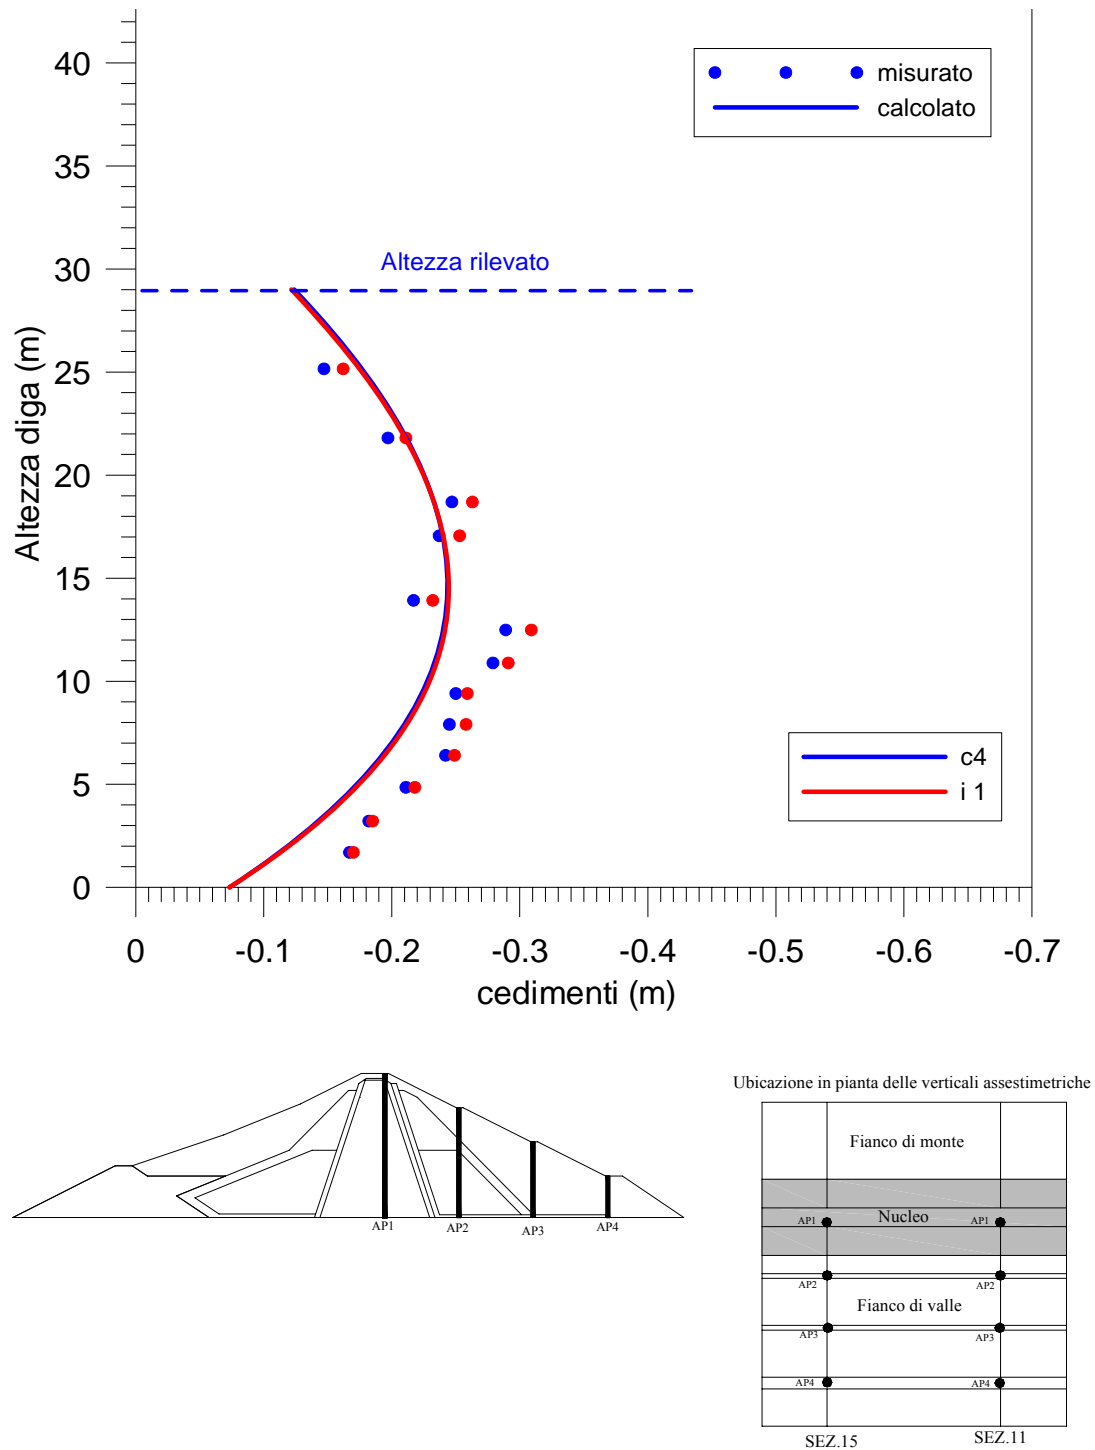 40
35
30
25
20
15
10
5
0
Altezza diga (m)
misurato
calcolato
Altezza rilevato
c4
i 1
0 -0.1 -0.2 -0.3 -0.4 -0.5 -0.6 -0.7
cedimenti (m)
AP1 AP2 AP3 AP4
Ubicazione in pianta delle verticali assestimetriche
Fianco di monte
AP1 Nucleo AP1
AP2 AP2
Fianco di valle
AP3 AP3
AP4 AP4
SEZ.15 SEZ.11